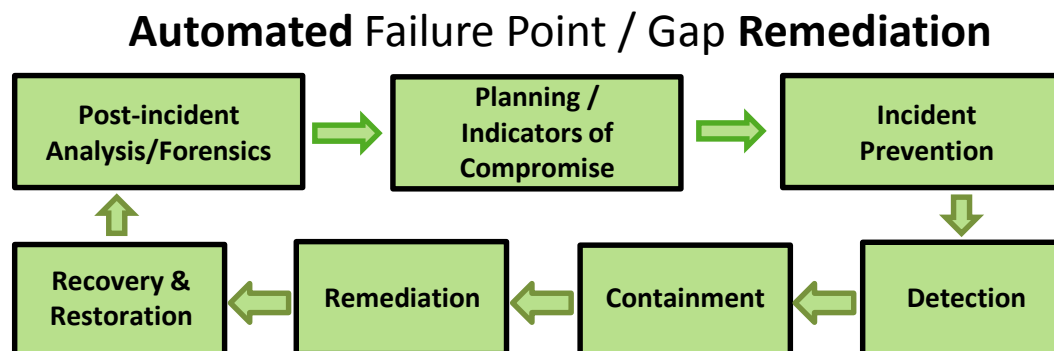 Automated Failure Point / Gap Remediation
Post-incident
Analysis/Forensics
Planning /
Indicators of
Compromise
Incident
Prevention
Detection
Containment
Remediation
Recovery &
Restoration